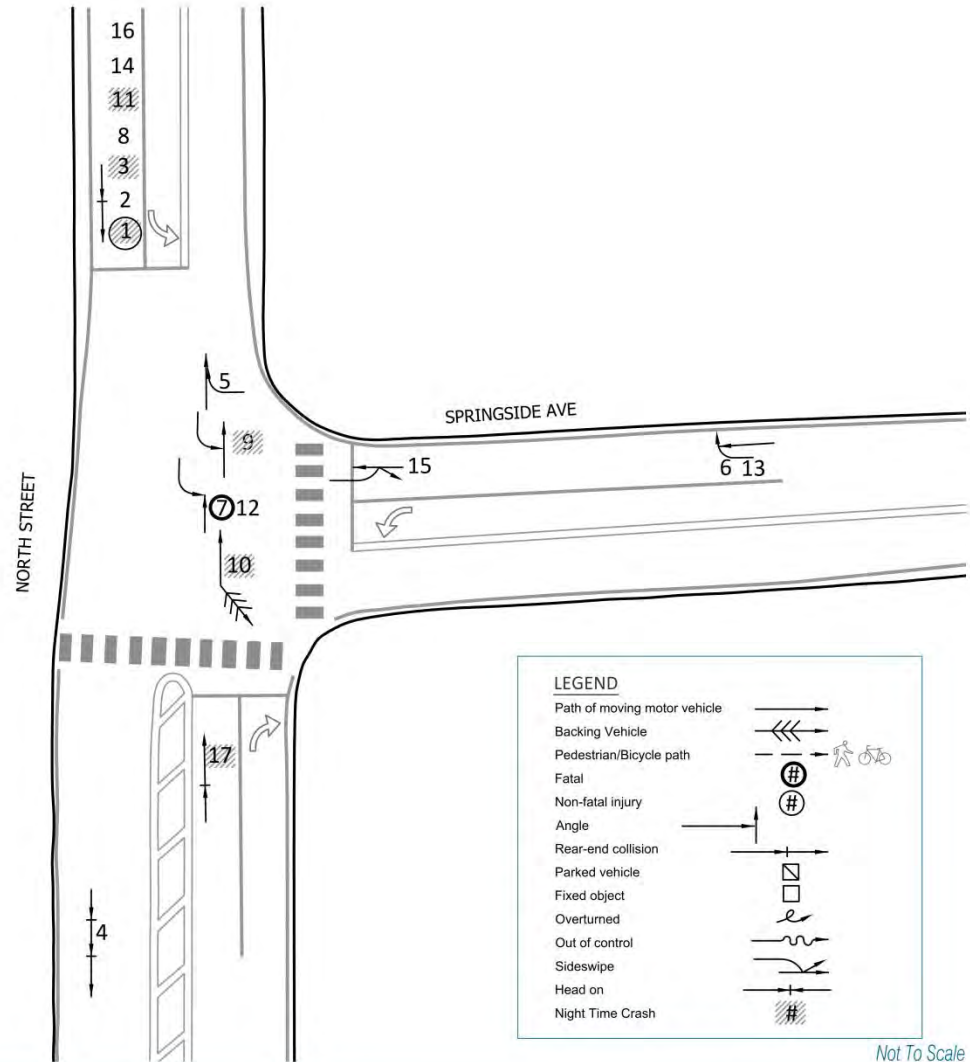 16
14
11
8
3
2
1
5
9
7 12
10
15
6 13
SPRINGSIDE AVE
NORTH STREET
17
4
LEGEND
Path of moving motor vehicle
Backing Vehicle
Pedestrian/Bicycle path
Fatal #
Non-fatal injury #
Angle
Rear-end collision
Parked vehicle
Fixed object
Overturned
Out of control
Sideswipe
Head on
Night Time Crash #
Not To Scale